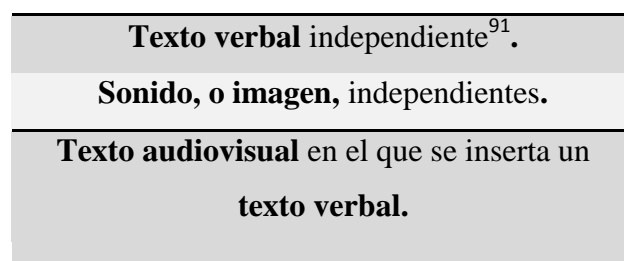 Texto verbal independiente⁹¹.
Sonido, o imagen, independientes.
Texto audiovisual en el que se inserta un
texto verbal.